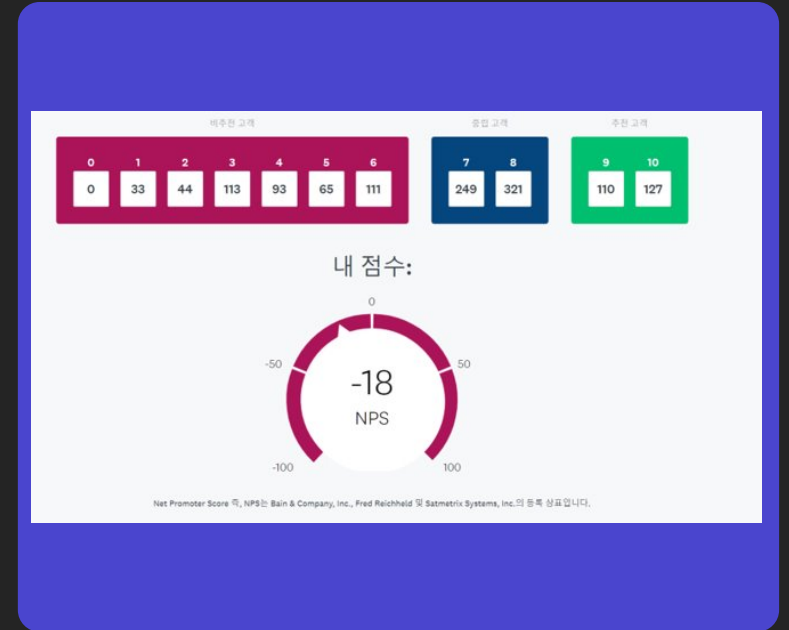 비추천 고객 중립 고객 추천 고객
0 1 2 3 4 5 6 7 8 9 10
0 33 44 113 93 65 111 249 321 110 127
내 점수:
0
-50 50
-18
NPS
-100 100
Net Promoter Score 즉, NPS는 Bain & Company, Inc., Fred Reichheld 및 Satmetrix Systems, Inc.의 등록 상표입니다.